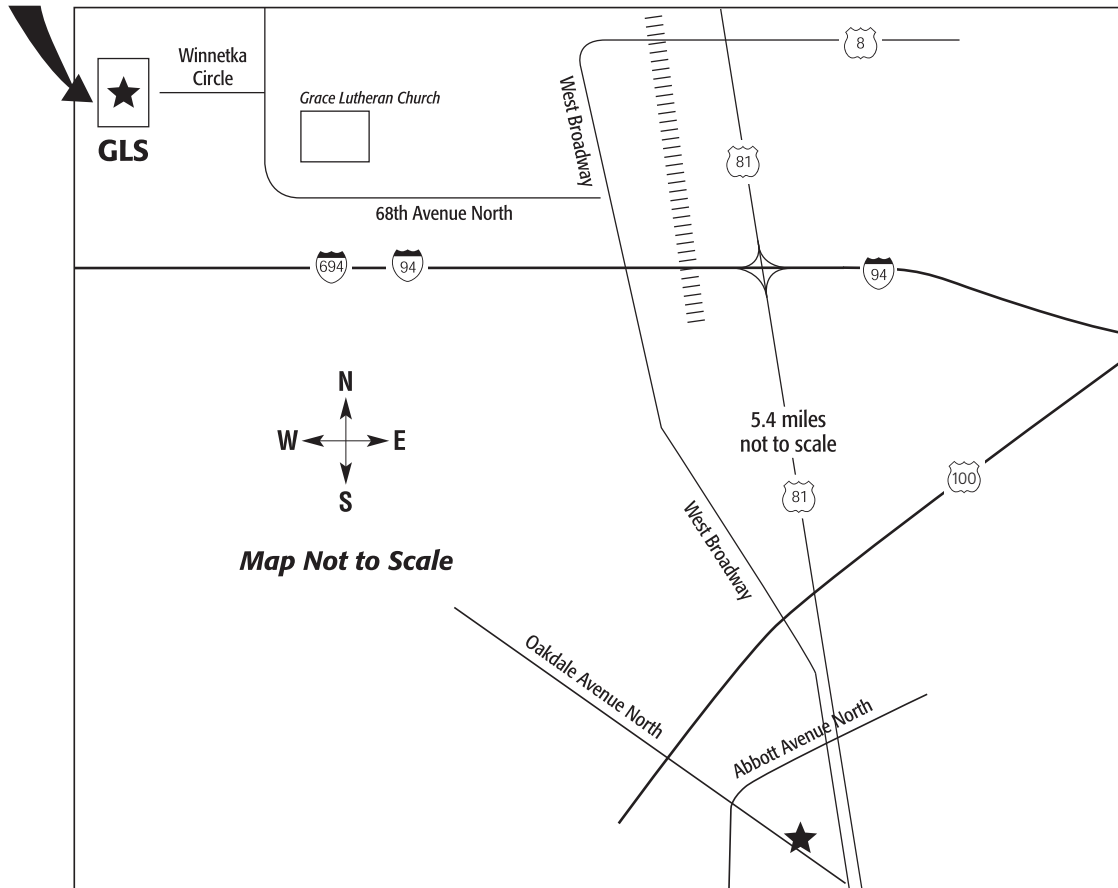 8
Winnetka
Circle
Grace Lutheran Church
West Broadway
81
GLS
68th Avenue North
694
94
94
N
W
E
S
5.4 miles
not to scale
100
81
West Broadway
Map Not to Scale
Oakdale Avenue North
Abbott Avenue North